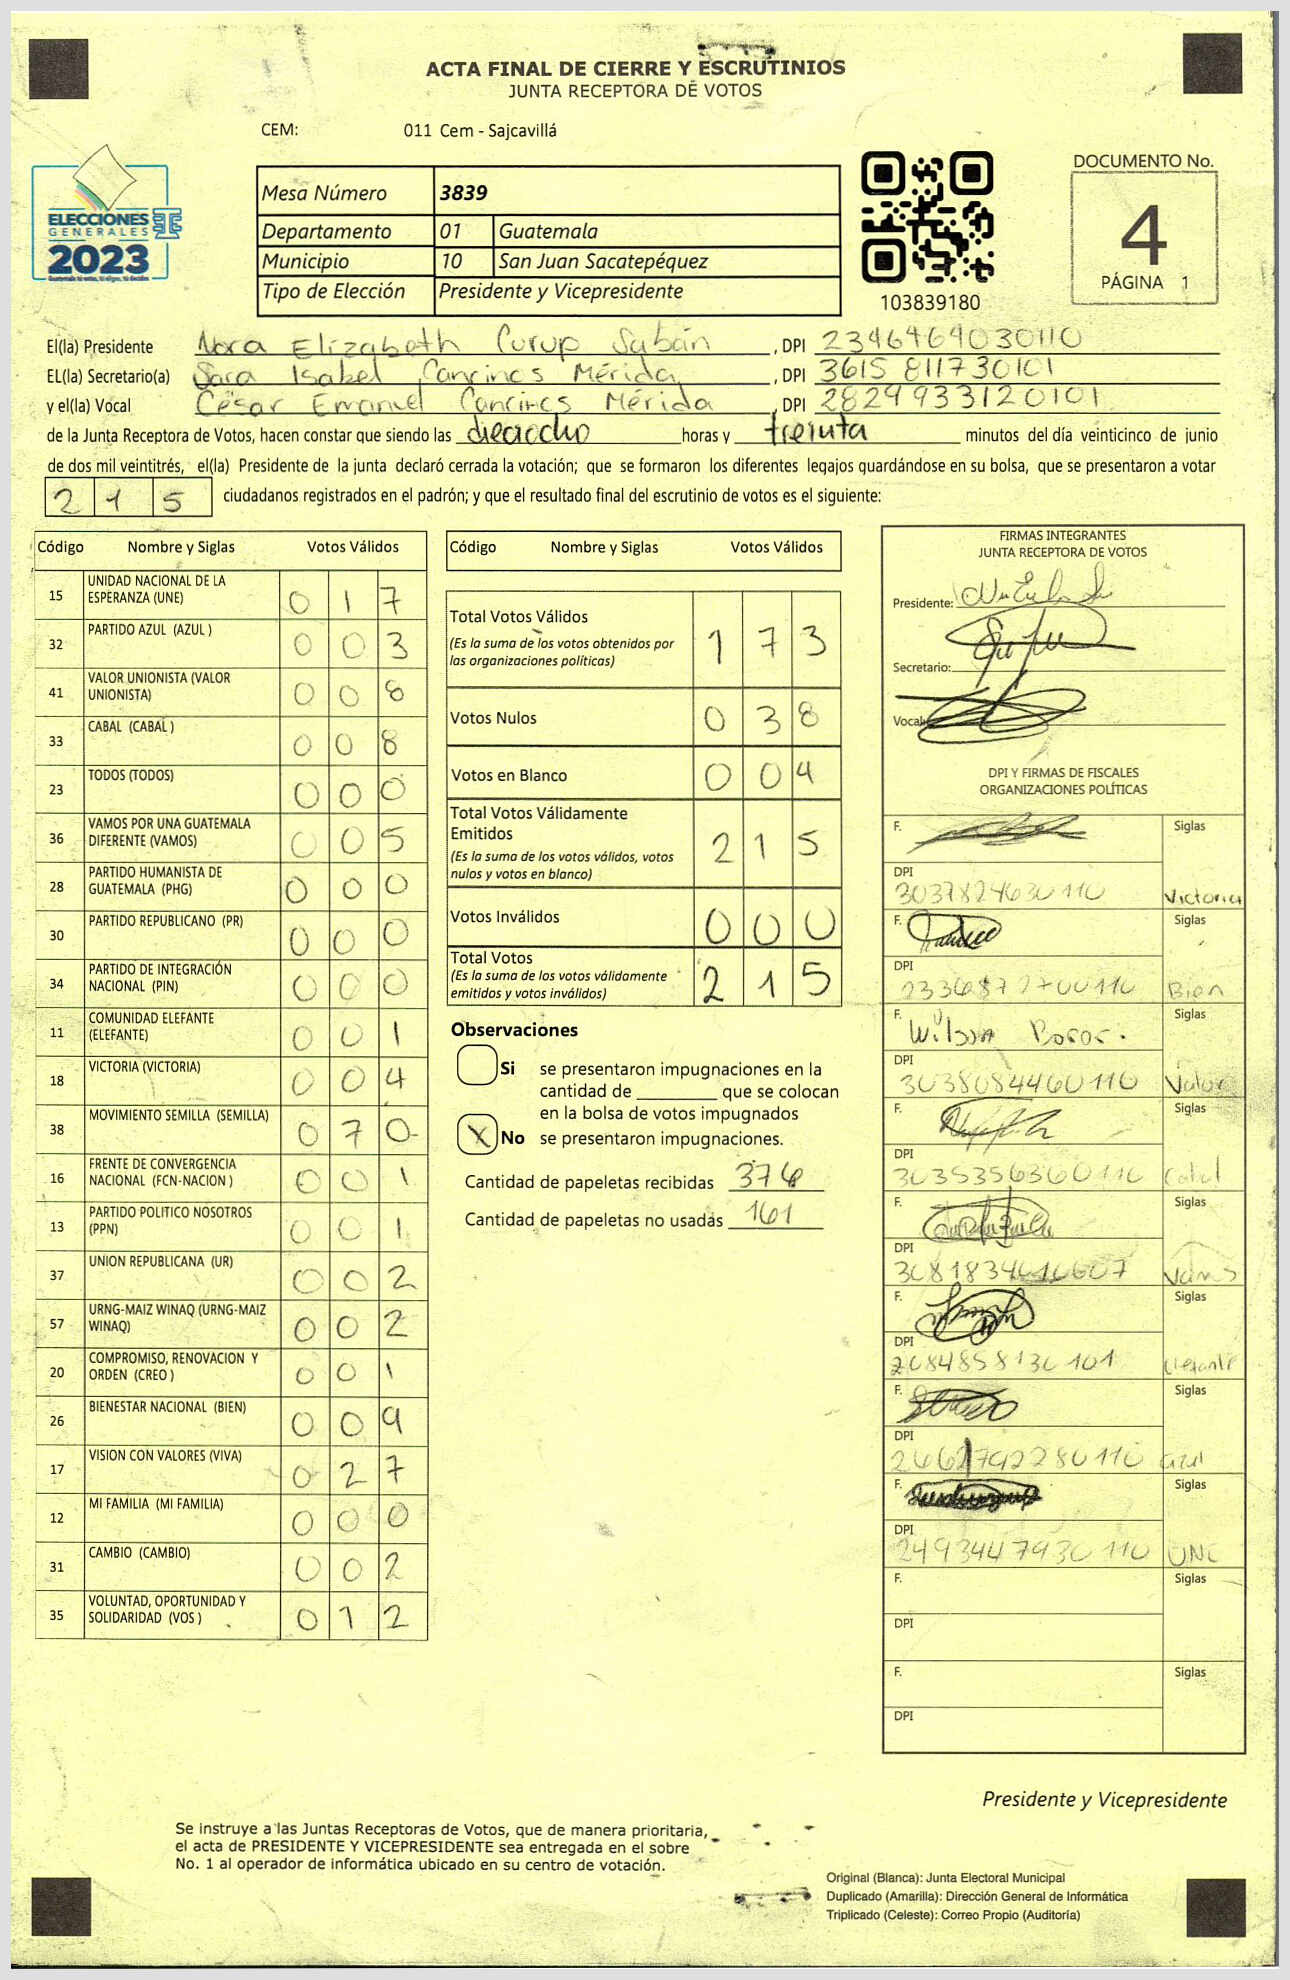 ACTA FINAL DE CIERRE Y ESCRUTINIOS
JUNTA RECEPTORA DE VOTOS
CEM: 011 Cem - Sajcavillá
ELECCIONES
GENERALES
2023
Mesa Número 3839
Departamento 01 Guatemala
Municipio 10 San Juan Sacatepéquez
Tipo de Elección Presidente y Vicepresidente
103839180
DOCUMENTO No.
4
PÁGINA 1
El(la) Presidente Nora Elizabeth Curup Sabán, DPI 2346464030110
EL(la) Secretario(a) Sara Isabel Cancinos Mérida, DPI 3615 811730101
y el(la) Vocal César Emanuel Cancinos Mérida, DPI 2824933120101
de la Junta Receptora de Votos, hacen constar que siendo las dieciocho horas y treinta minutos del día veinticinco de junio
de dos mil veintitrés, el(la) Presidente de la junta declaró cerrada la votación; que se formaron los diferentes legajos guardándose en su bolsa, que se presentaron a votar
215 ciudadanos registrados en el padrón; y que el resultado final del escrutinio de votos es el siguiente:
Código Nombre y Siglas Votos Válidos
15 UNIDAD NACIONAL DE LA ESPERANZA (UNE) 0 1 7
32 PARTIDO AZUL (AZUL ) 0 0 3
41 VALOR UNIONISTA (VALOR UNIONISTA) 0 0 8
33 CABAL (CABAL ) 0 0 8
23 TODOS (TODOS) 0 0 0
36 VAMOS POR UNA GUATEMALA DIFERENTE (VAMOS) 0 0 5
28 PARTIDO HUMANISTA DE GUATEMALA (PHG) 0 0 0
30 PARTIDO REPUBLICANO (PR) 0 0 0
34 PARTIDO DE INTEGRACIÓN NACIONAL (PIN) 0 0 0
11 COMUNIDAD ELEFANTE (ELEFANTE) 0 0 1
18 VICTORIA (VICTORIA) 0 0 4
38 MOVIMIENTO SEMILLA (SEMILLA) 0 7 0
16 FRENTE DE CONVERGENCIA NACIONAL (FCN-NACION ) 0 0 1
13 PARTIDO POLITICO NOSOTROS (PPN) 0 0 1
37 UNION REPUBLICANA (UR) 0 0 2
57 URNG-MAIZ WINAQ (URNG-MAIZ WINAQ) 0 0 2
20 COMPROMISO, RENOVACION Y ORDEN (CREO ) 0 0 1
26 BIENESTAR NACIONAL (BIEN) 0 0 9
17 VISION CON VALORES (VIVA) 0 2 7
12 MI FAMILIA (MI FAMILIA) 0 0 0
31 CAMBIO (CAMBIO) 0 0 2
35 VOLUNTAD, OPORTUNIDAD Y SOLIDARIDAD (VOS ) 0 1 2
Código Nombre y Siglas Votos Válidos
Total Votos Válidos 1 7 3
(Es la suma de los votos obtenidos por
las organizaciones políticas)
Votos Nulos 0 3 8
Votos en Blanco 0 0 4
Total Votos Válidamente
Emitidos 2 1 5
(Es la suma de los votos válidos, votos
nulos y votos en blanco)
Votos Inválidos 0 0 0
Total Votos 2 1 5
(Es la suma de los votos válidamente
emitidos y votos inválidos)
Observaciones
Si se presentaron impugnaciones en la
cantidad de ________ que se colocan
en la bolsa de votos impugnados
X No se presentaron impugnaciones.
Cantidad de papeletas recibidas 376
Cantidad de papeletas no usadas 161
FIRMAS INTEGRANTES
JUNTA RECEPTORA DE VOTOS
Presidente:
Secretario:
Vocal:
DPI Y FIRMAS DE FISCALES
ORGANIZACIONES POLÍTICAS
F. Siglas
DPI
3037824630110 Victoria
F. Siglas
DPI
Bien
F. Wilson Boror. Siglas
DPI
3038084460110 Valor
F. Siglas
DPI
3035356360110 Cabal
F. Siglas
DPI
Vamos
F. Siglas
DPI
2684858130101 Elefante
F. Siglas
DPI
2662792280110 azul
F. Siglas
DPI
2493447930110 UNE
F. Siglas
DPI
F. Siglas
DPI
Presidente y Vicepresidente
Se instruye a las Juntas Receptoras de Votos, que de manera prioritaria,
el acta de PRESIDENTE Y VICEPRESIDENTE sea entregada en el sobre
No. 1 al operador de informática ubicado en su centro de votación.
Original (Blanca): Junta Electoral Municipal
Duplicado (Amarilla): Dirección General de Informática
Triplicado (Celeste): Correo Propio (Auditoría)